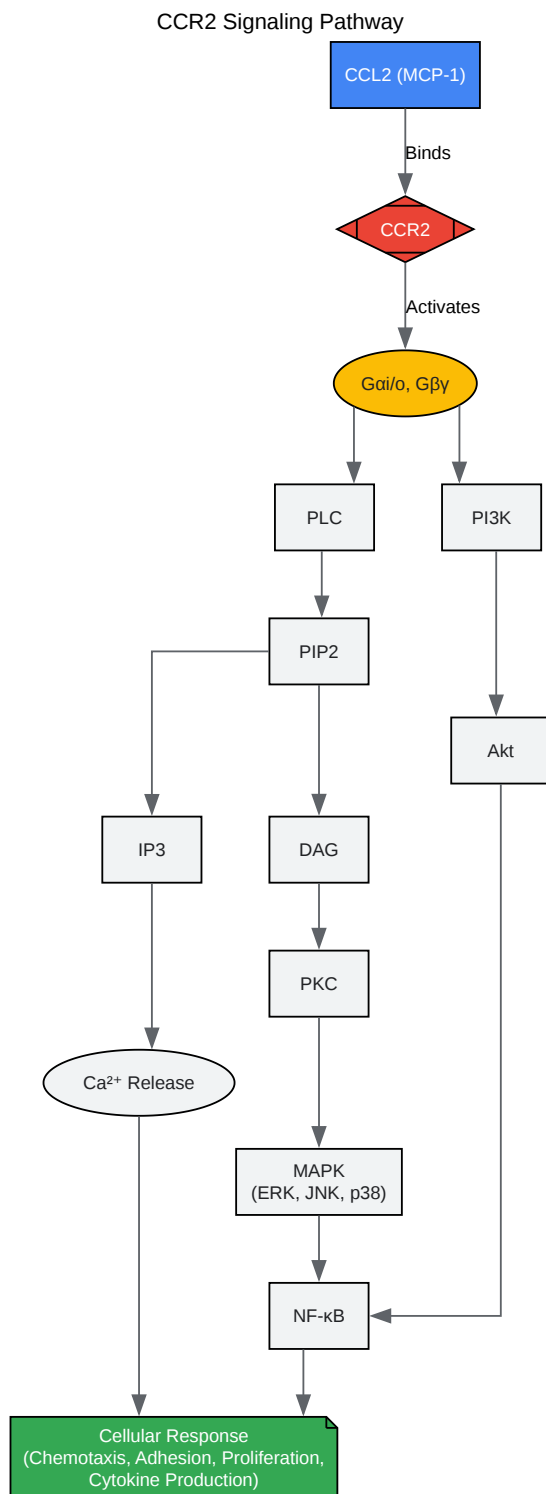 CCR2 Signaling Pathway
CCL2 (MCP-1)
Binds
CCR2
Activates
Gαi/o, Gβγ
PLC
PI3K
PIP2
Akt
IP3
DAG
PKC
Ca²⁺ Release
MAPK
(ERK, JNK, p38)
NF-κB
Cellular Response
(Chemotaxis, Adhesion, Proliferation,
Cytokine Production)